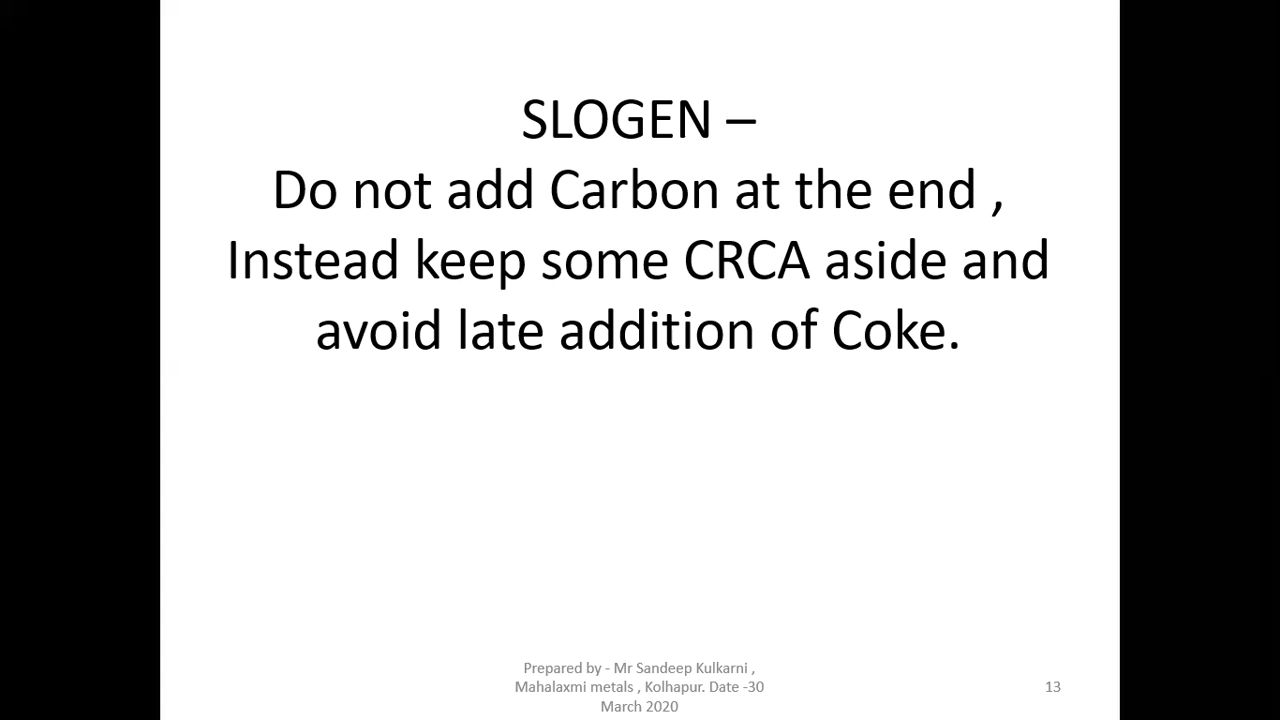 SLOGEN –
Do not add Carbon at the end ,
Instead keep some CRCA aside and
avoid late addition of Coke.
Prepared by - Mr Sandeep Kulkarni ,
Mahalaxmi metals , Kolhapur. Date -30
March 2020
13